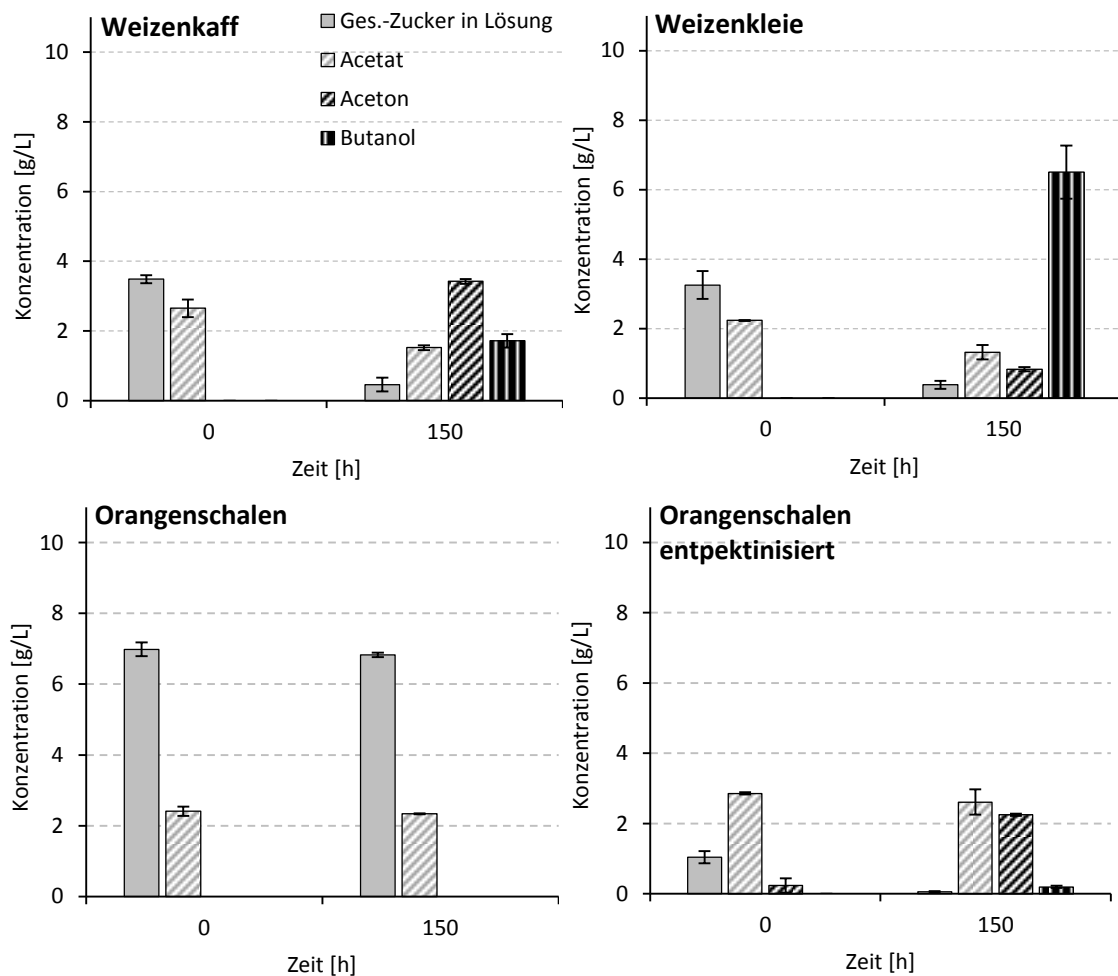 Weizenkaff
Ges.-Zucker in Lösung
Acetat
Aceton
Butanol
Konzentration [g/L]
10
8
6
4
2
0
0
150
Zeit [h]
Weizenkleie
Konzentration [g/L]
10
8
6
4
2
0
0
150
Zeit [h]
Orangenschalen
Konzentration [g/L]
10
8
6
4
2
0
0
150
Zeit [h]
Orangenschalen
entpektinisiert
Konzentration [g/L]
10
8
6
4
2
0
0
150
Zeit [h]